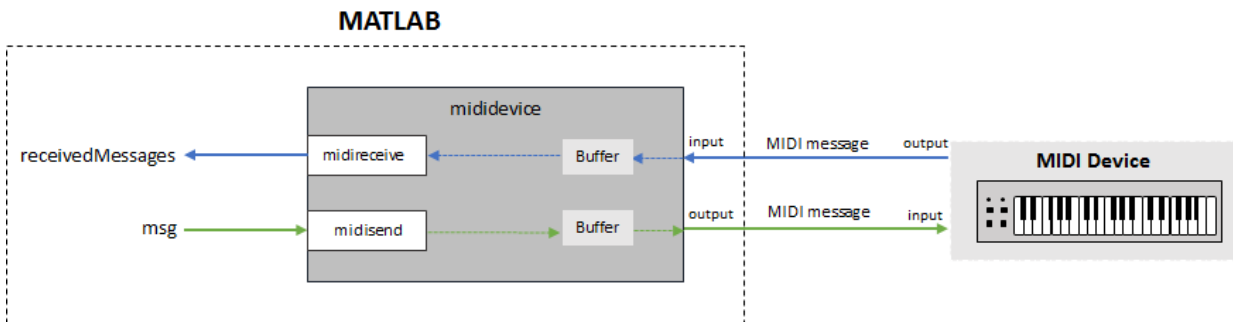 MATLAB
mididevice
receivedMessages
midireceive
Buffer
input
MIDI message
output
MIDI Device
msg
midisend
Buffer
output
MIDI message
input